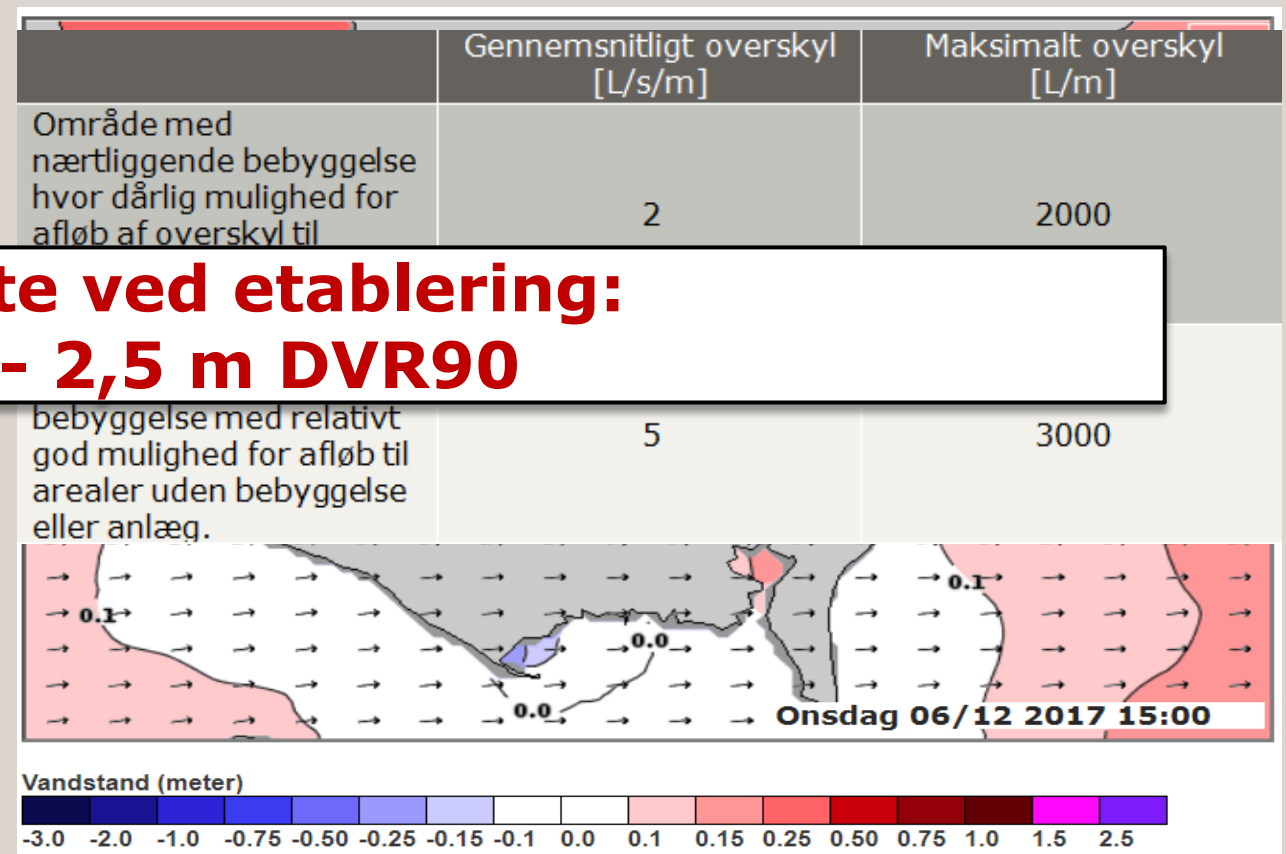 Gennemsnitligt overskyl
[L/s/m]
Maksimalt overskyl
[L/m]
Område med
nærtliggende bebyggelse
hvor dårlig mulighed for
afløb af overskyl til
2
2000
te ved etablering:
- 2,5 m DVR90
bebyggelse med relativt
god mulighed for afløb til
arealer uden bebyggelse
eller anlæg.
5
3000
0.1
0.1
0.0
0.0
Onsdag 06/12 2017 15:00
Vandstand (meter)
-3.0 -2.0 -1.0 -0.75 -0.50 -0.25 -0.15 -0.1 0.0 0.1 0.15 0.25 0.50 0.75 1.0 1.5 2.5